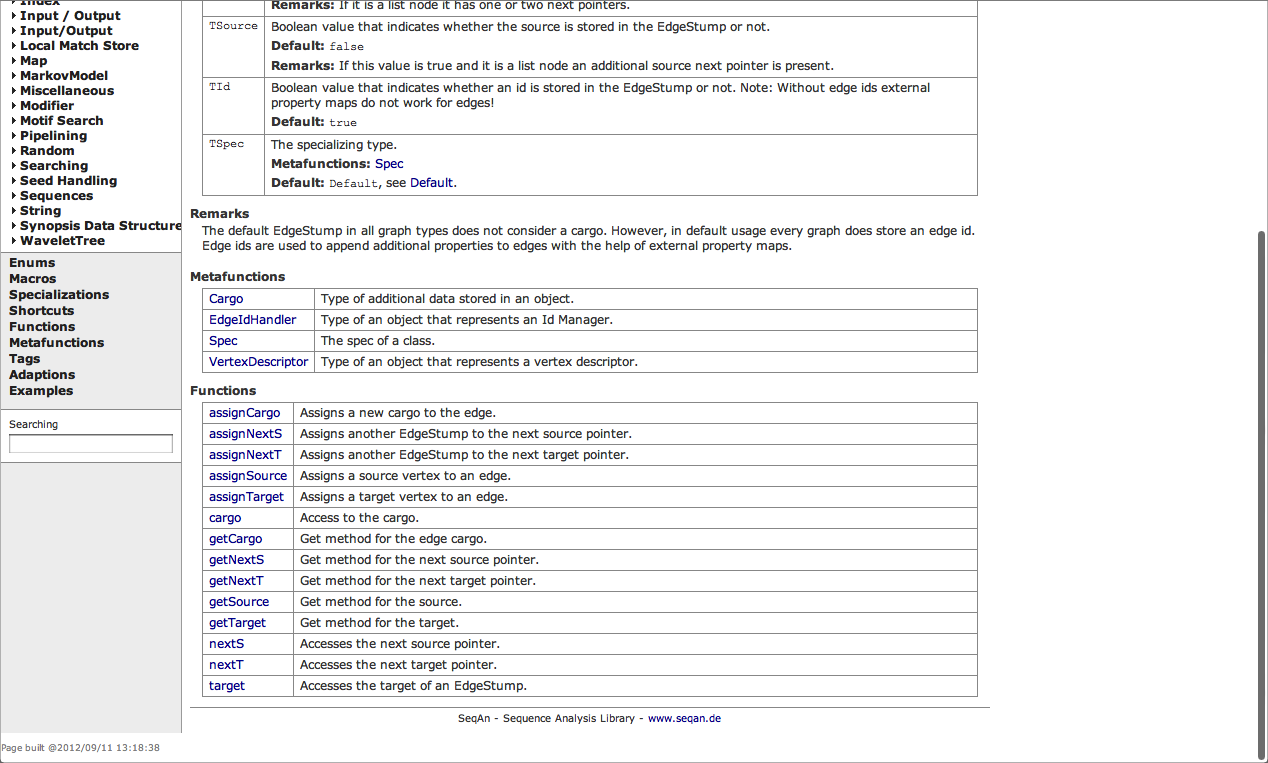 Index
Input / Output
Input/Output
Local Match Store
Map
MarkovModel
Miscellaneous
Modifier
Motif Search
Pipelining
Random
Searching
Seed Handling
Sequences
String
Synopsis Data Structure
WaveletTree
Enums
Macros
Specializations
Shortcuts
Functions
Metafunctions
Tags
Adaptions
Examples
Searching
Page built @2012/09/11 13:18:38
Remarks: If it is a list node it has one or two next pointers.
TSource Boolean value that indicates whether the source is stored in the EdgeStump or not.
Default: false
Remarks: If this value is true and it is a list node an additional source next pointer is present.
TId Boolean value that indicates whether an id is stored in the EdgeStump or not. Note: Without edge ids external
property maps do not work for edges!
Default: true
TSpec The specializing type.
Metafunctions: Spec
Default: Default, see Default.
Remarks
The default EdgeStump in all graph types does not consider a cargo. However, in default usage every graph does store an edge id.
Edge ids are used to append additional properties to edges with the help of external property maps.
Metafunctions
Cargo Type of additional data stored in an object.
EdgeIdHandler Type of an object that represents an Id Manager.
Spec The spec of a class.
VertexDescriptor Type of an object that represents a vertex descriptor.
Functions
assignCargo Assigns a new cargo to the edge.
assignNextS Assigns another EdgeStump to the next source pointer.
assignNextT Assigns another EdgeStump to the next target pointer.
assignSource Assigns a source vertex to an edge.
assignTarget Assigns a target vertex to an edge.
cargo Access to the cargo.
getCargo Get method for the edge cargo.
getNextS Get method for the next source pointer.
getNextT Get method for the next target pointer.
getSource Get method for the source.
getTarget Get method for the target.
nextS Accesses the next source pointer.
nextT Accesses the next target pointer.
target Accesses the target of an EdgeStump.
SeqAn - Sequence Analysis Library - www.seqan.de